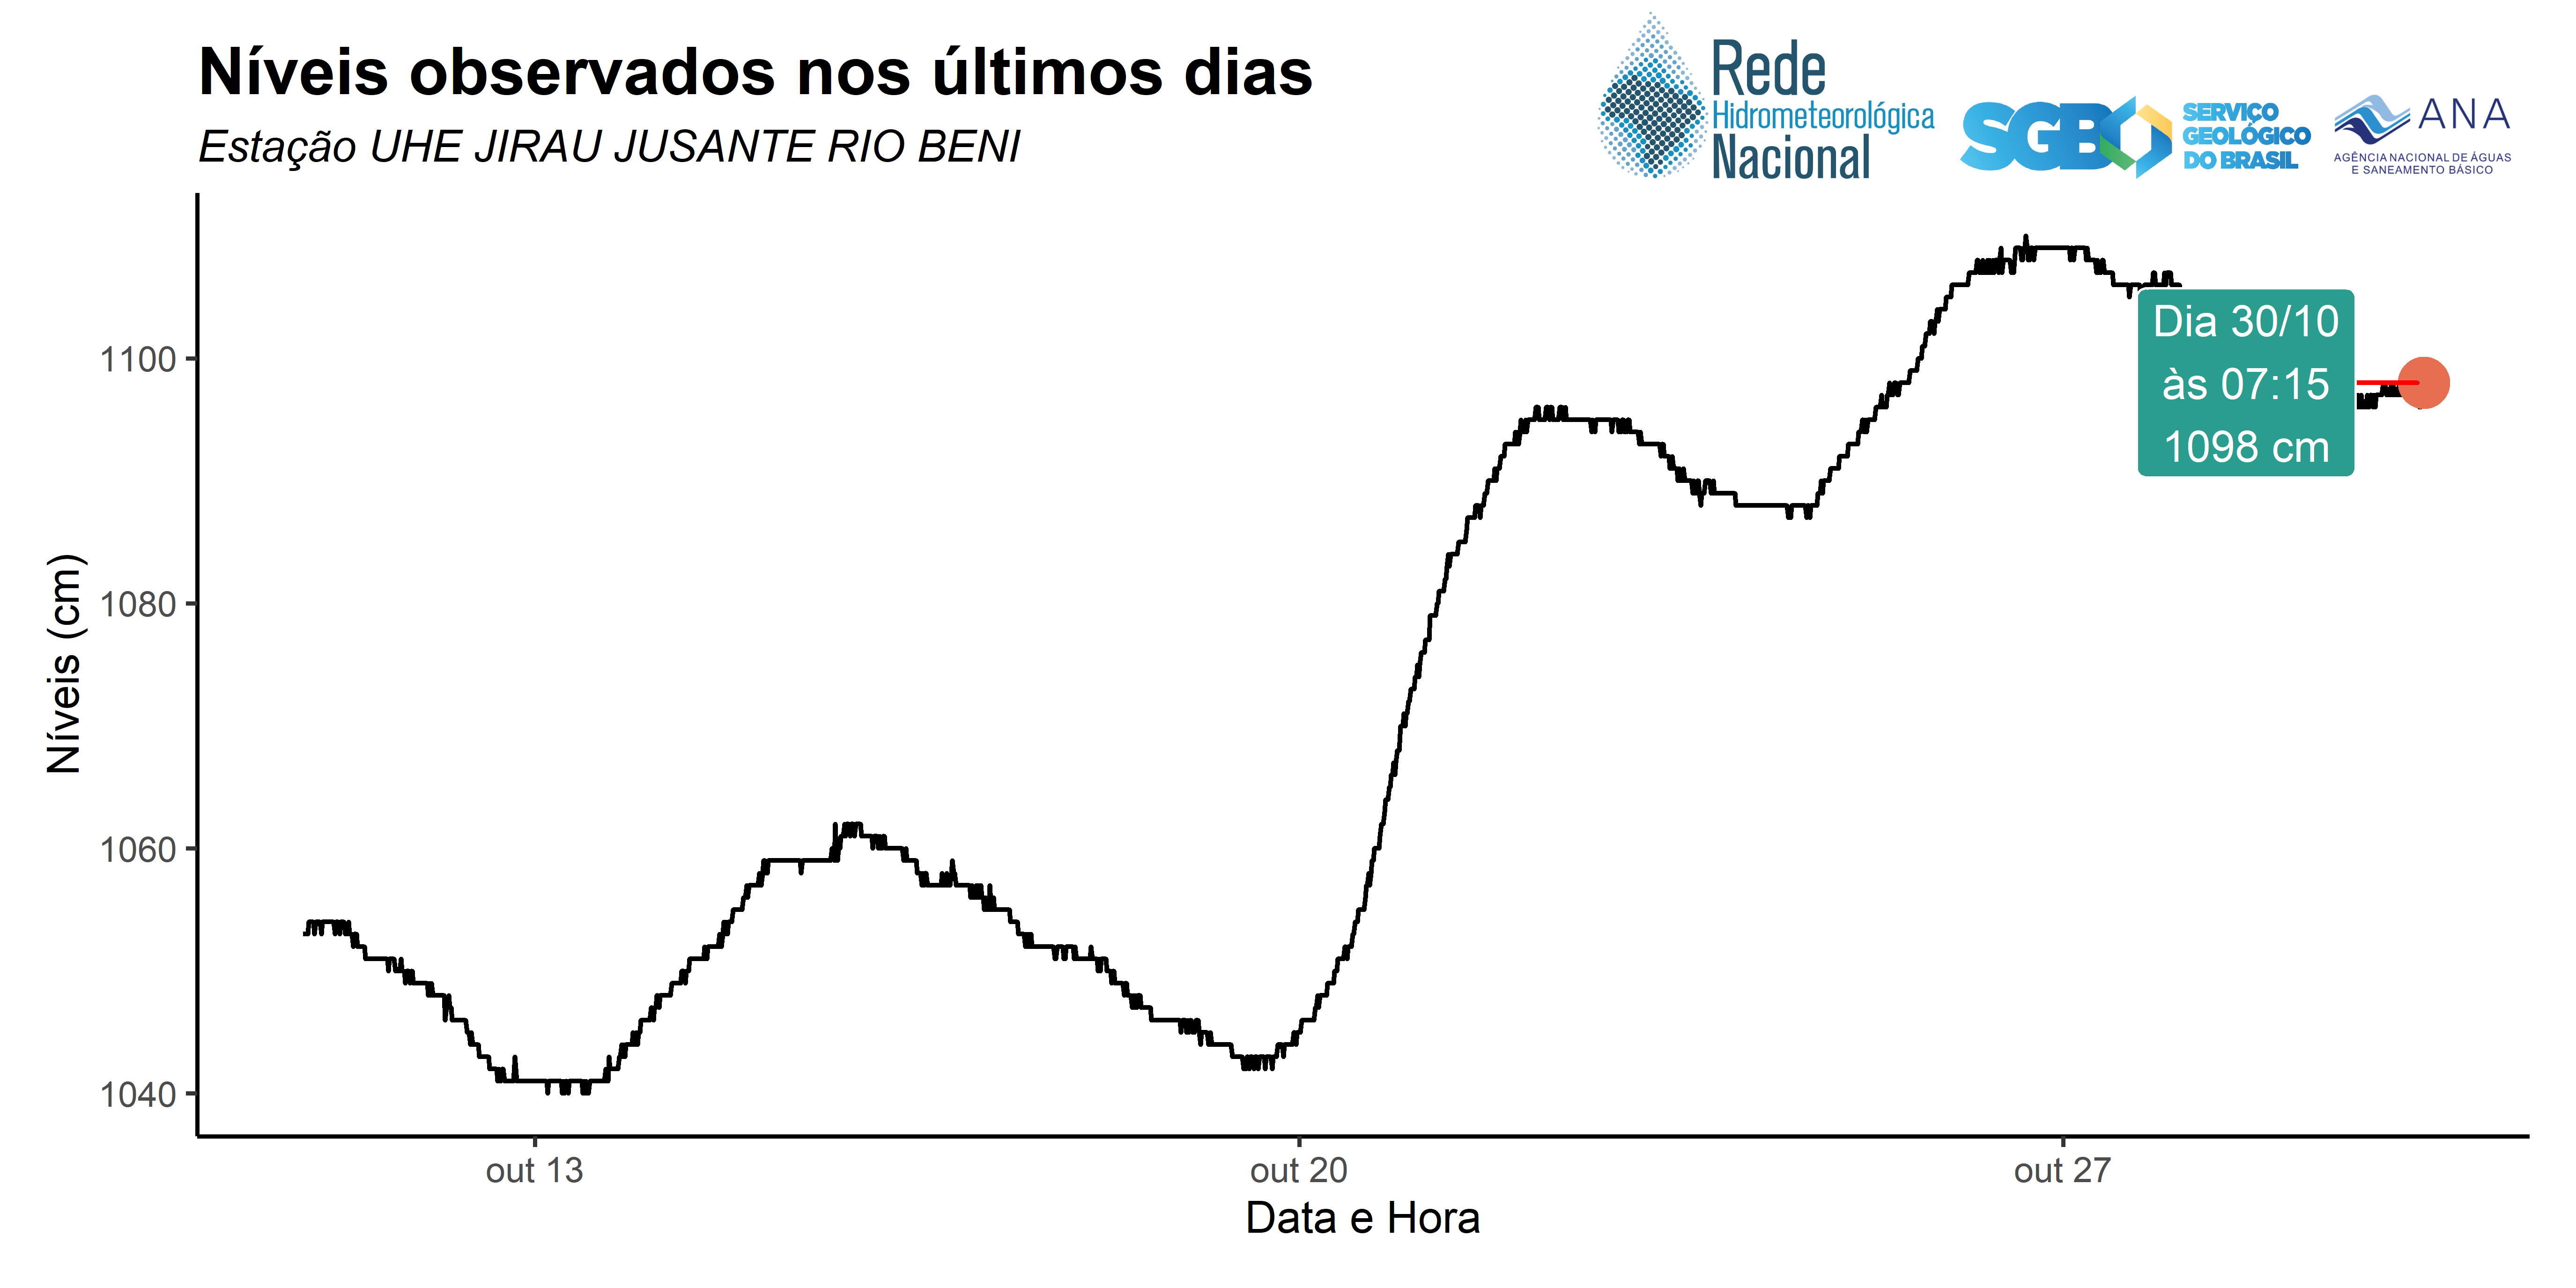 Níveis observados nos últimos dias
Estação UHE JIRAU JUSANTE RIO BENI
Rede
Hidrometeorológica
Nacional
SGB
SERVIÇO
GEOLÓGICO
DO BRASIL
ANA
AGÊNCIA NACIONAL DE ÁGUAS
E SANEAMENTO BÁSICO
Níveis (cm)
1100
1080
1060
1040
Dia 30/10
às 07:15
1098 cm
out 13
out 20
out 27
Data e Hora